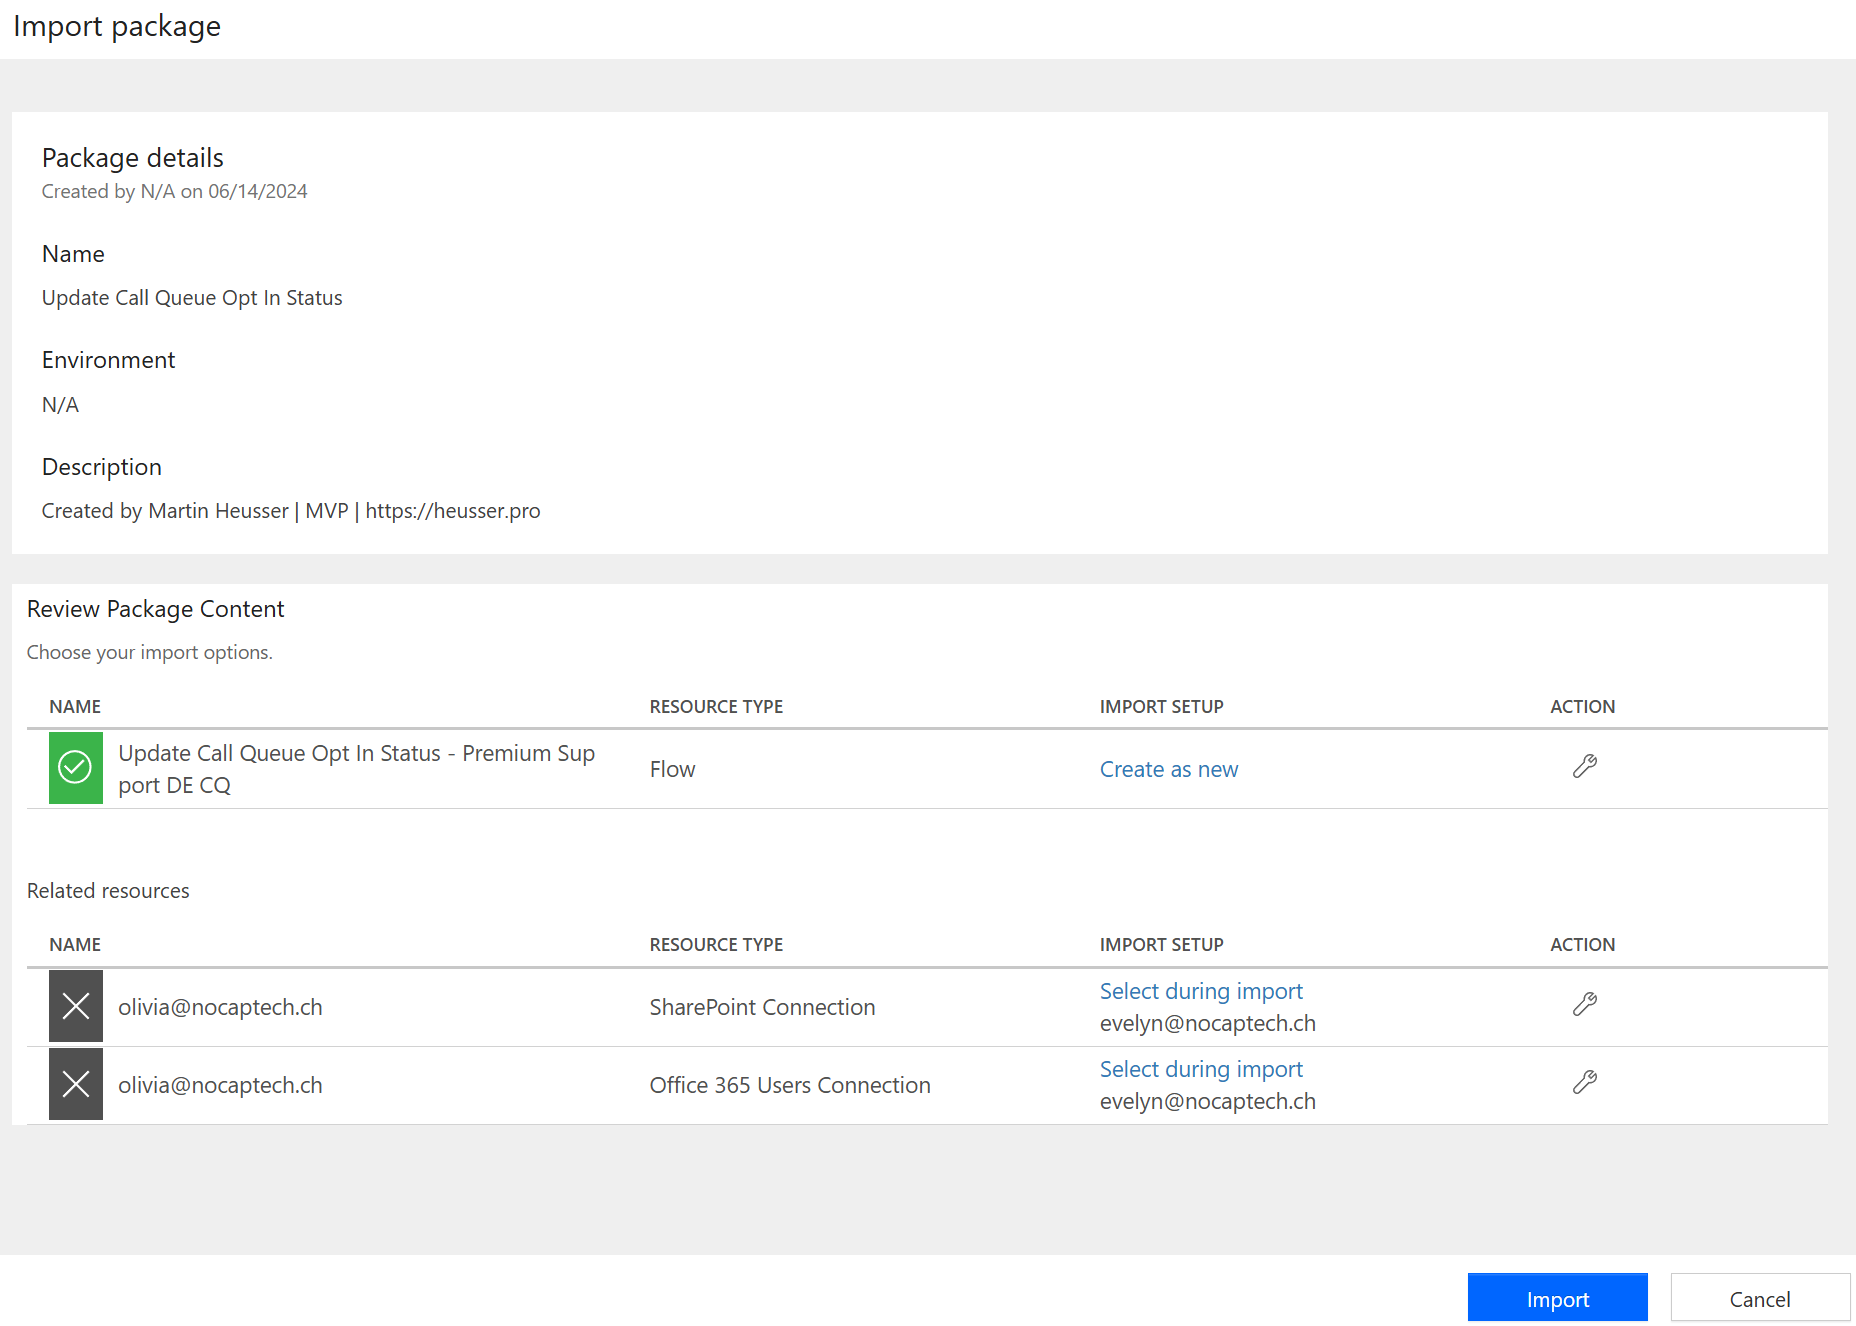 Import package
Package details
Created by N/A on 06/14/2024
Name
Update Call Queue Opt In Status
Environment
N/A
Description
Created by Martin Heusser | MVP | https://heusser.pro
Review Package Content
Choose your import options.
NAME RESOURCE TYPE IMPORT SETUP ACTION
Update Call Queue Opt In Status - Premium Sup
port DE CQ
Flow
Create as new
Related resources
NAME RESOURCE TYPE IMPORT SETUP ACTION
olivia@nocaptech.ch
SharePoint Connection
Select during import
evelyn@nocaptech.ch
olivia@nocaptech.ch
Office 365 Users Connection
Select during import
evelyn@nocaptech.ch
Import
Cancel